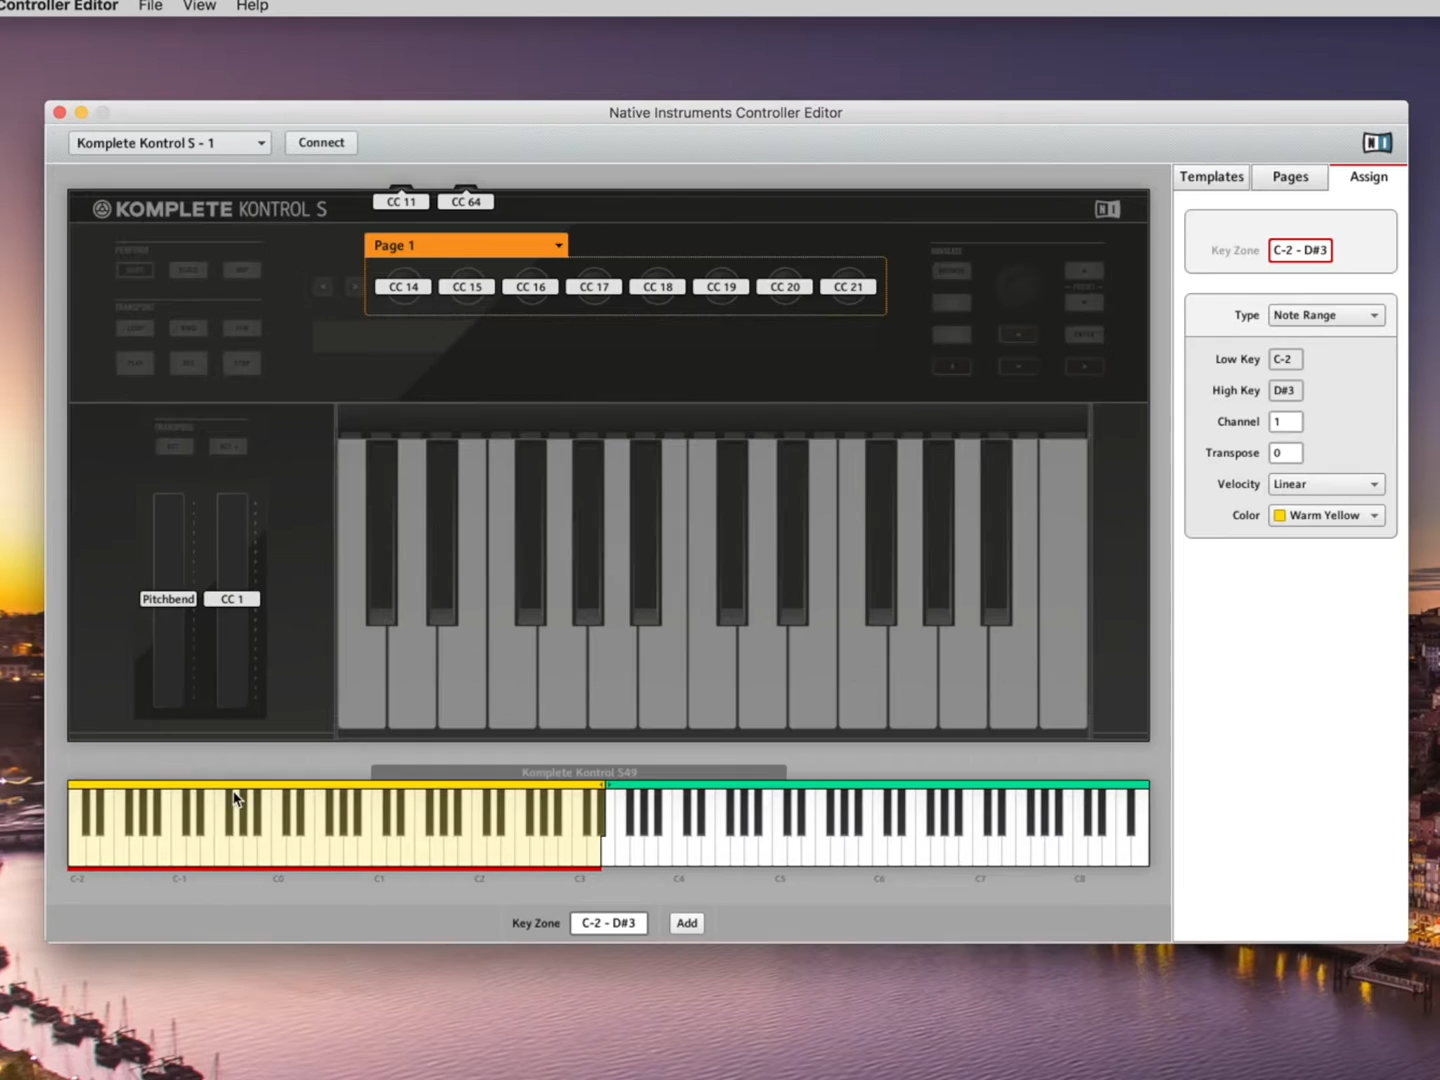 Controller Editor File View Help
Native Instruments Controller Editor
Komplete Kontrol S - 1 Connect NI
Templates Pages Assign
KOMPLETE KONTROL S CC 11 CC 64 NI
Key Zone C-2 - D#3
Page 1
CC 14 CC 15 CC 16 CC 17 CC 18 CC 19 CC 20 CC 21
Type Note Range
Low Key C-2
High Key D#3
Channel 1
Transpose 0
Velocity Linear
Color Warm Yellow
PERFORM
TRANSPORT
Pitchbend CC 1
Komplete Kontrol S49
C-2 C-1 C0 C1 C2 C3 C4 C5 C6 C7 C8
Key Zone C-2 - D#3 Add